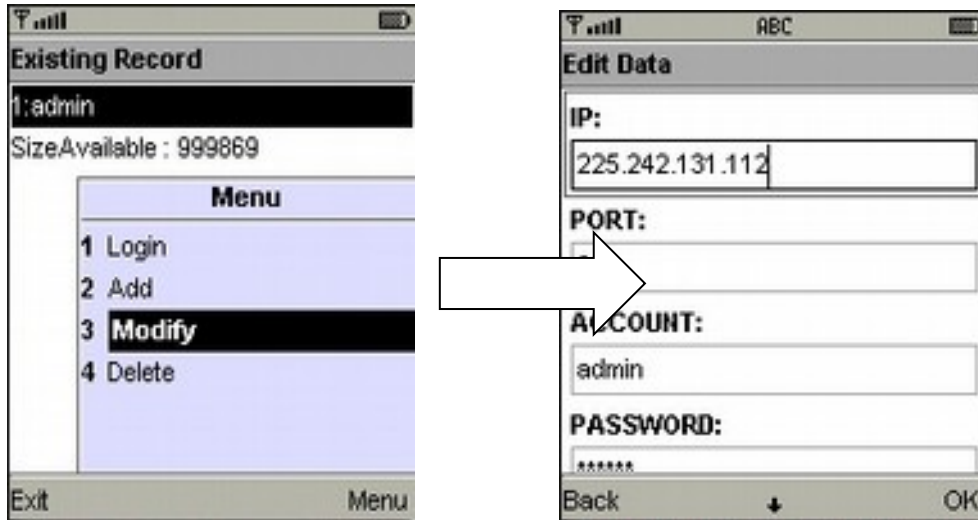 Existing Record
1:admin
SizeAvailable : 999869
Menu
1 Login
2 Add
3 Modify
4 Delete
Exit Menu
ABC
Edit Data
IP:
225.242.131.112
PORT:
ACCOUNT:
admin
PASSWORD:
******
Back OK